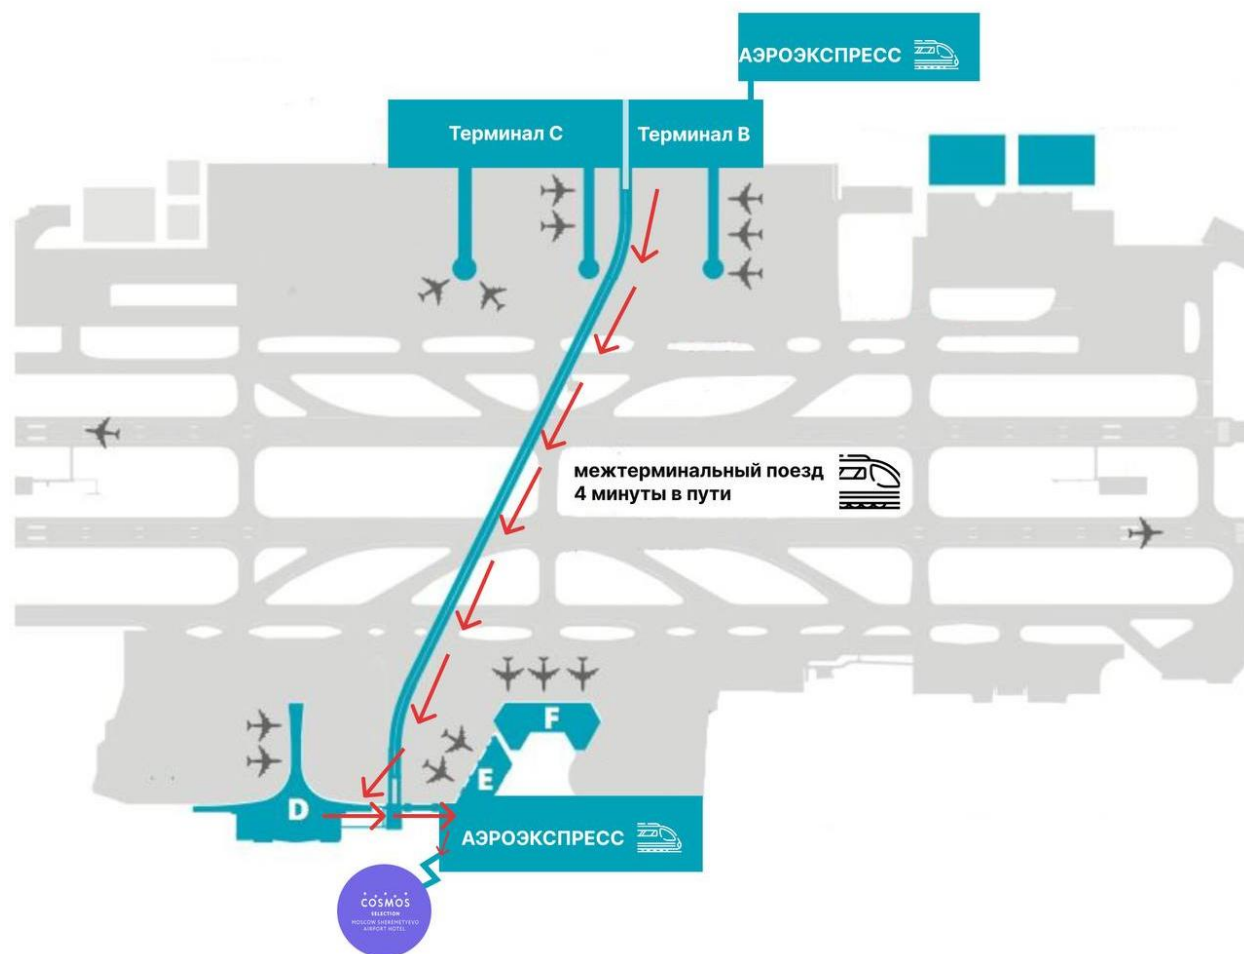 АЭРОЭКСПРЕСС
Терминал C
Терминал B
межтерминальный поезд
4 минуты в пути
F
E
D
АЭРОЭКСПРЕСС
COSMOS
SELECTION
MOSCOW SHEREMETYEVO
AIRPORT HOTEL